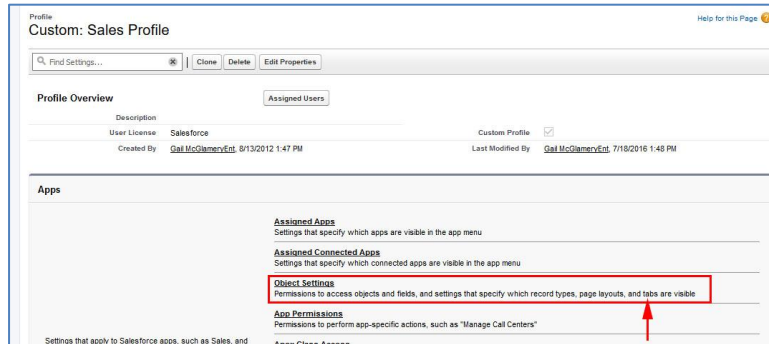 Profile
Custom: Sales Profile
Help for this Page
Find Settings...
Clone
Delete
Edit Properties
Profile Overview
Assigned Users
Description
User License Salesforce
Custom Profile
Created By Gail McGlameryEnt, 8/13/2012 1:47 PM
Last Modified By Gail McGlameryEnt, 7/18/2016 1:48 PM
Apps
Assigned Apps
Settings that specify which apps are visible in the app menu
Assigned Connected Apps
Settings that specify which connected apps are visible in the app menu
Object Settings
Permissions to access objects and fields, and settings that specify which record types, page layouts, and tabs are visible
App Permissions
Permissions to perform app-specific actions, such as "Manage Call Centers"
Settings that apply to Salesforce apps, such as Sales, and
Apex Class Access